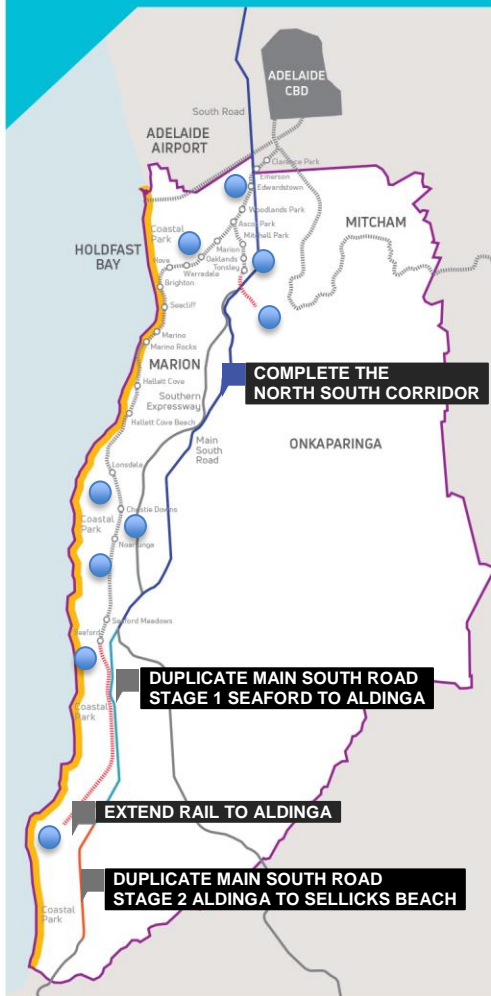 ADELAIDE
CBD
South Road
ADELAIDE
AIRPORT
Clarence Park
Emerson
Edwardstown
Woodlands Park
Ascot Park
Mitchell Park
MITCHAM
Coastal
Park
Marion
Oaklands
Tonsley
HOLDFAST
BAY
Hove
Warradale
Brighton
Seacliff
Marino
Marino Rocks
MARION
COMPLETE THE
NORTH SOUTH CORRIDOR
Hallett Cove
Southern
Expressway
Hallett Cove Beach
Main
South
Road
ONKAPARINGA
Lonsdale
Christie Downs
Coastal
Park
Noarlunga
Seaford Meadows
Seaford
DUPLICATE MAIN SOUTH ROAD
STAGE 1 SEAFORD TO ALDINGA
Coastal
Park
EXTEND RAIL TO ALDINGA
DUPLICATE MAIN SOUTH ROAD
STAGE 2 ALDINGA TO SELLICKS BEACH
Coastal
Park